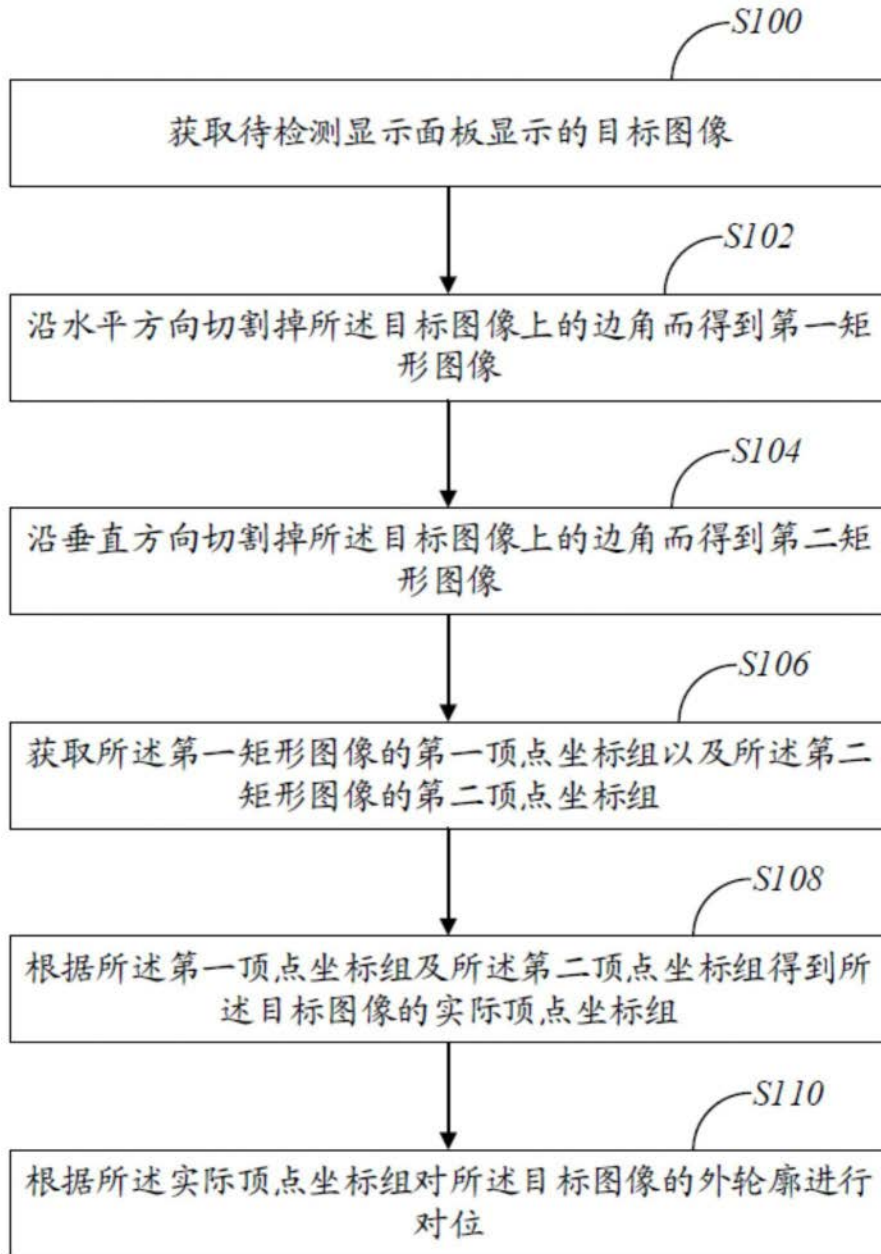 S100
获取待检测显示面板显示的目标图像
S102
沿水平方向切割掉所述目标图像上的边角而得到第一矩
形图像
S104
沿垂直方向切割掉所述目标图像上的边角而得到第二矩
形图像
S106
获取所述第一矩形图像的第一顶点坐标组以及所述第二
矩形图像的第二顶点坐标组
S108
根据所述第一顶点坐标组及所述第二顶点坐标组得到所
述目标图像的实际顶点坐标组
S110
根据所述实际顶点坐标组对所述目标图像的外轮廓进行
对位